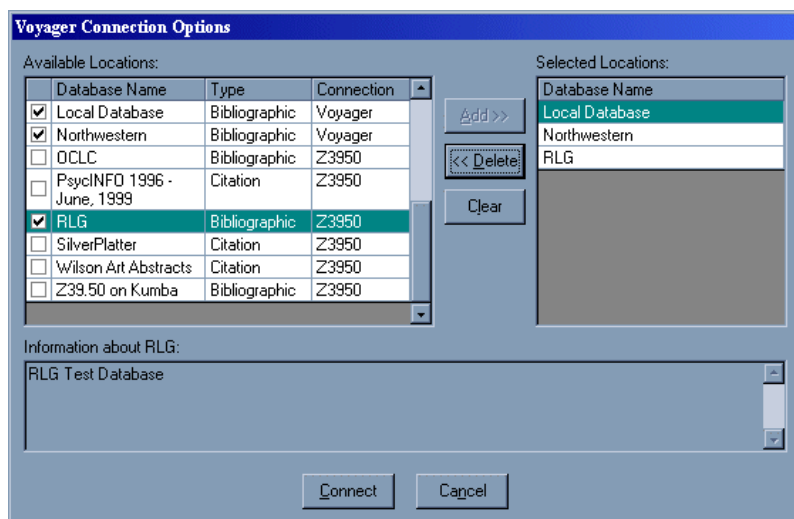 Voyager Connection Options
Available Locations:
Selected Locations:
Database Name Type Connection
Local Database Bibliographic Voyager
Northwestern Bibliographic Voyager
OCLC Bibliographic Z3950
PsycINFO 1996 - Citation Z3950
June, 1999
RLG Bibliographic Z3950
SilverPlatter Citation Z3950
Wilson Art Abstracts Citation Z3950
Z39.50 on Kumba Bibliographic Z3950
Add >>
<< Delete
Clear
Database Name
Local Database
Northwestern
RLG
Information about RLG:
RLG Test Database
Connect Cancel